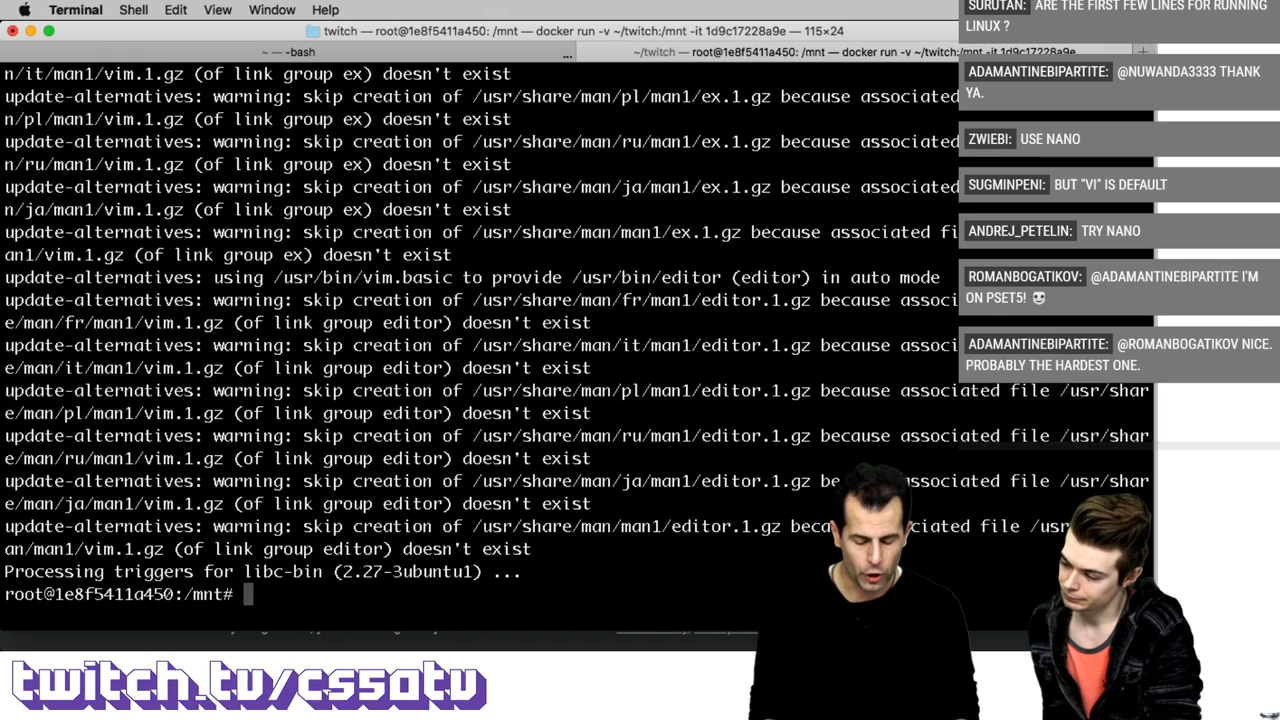 Terminal Shell Edit View Window Help
twitch — root@1e8f5411a450: /mnt — docker run -v ~/twitch:/mnt -it 1d9c17228a9e — 115×24
~ — -bash
~/twitch — root@1e8f5411a450: /mnt — docker run -v ~/twitch:/mnt -it 1d9c17228a9e
n/it/man1/vim.1.gz (of link group ex) doesn't exist
update-alternatives: warning: skip creation of /usr/share/man/pl/man1/ex.1.gz because associated
n/pl/man1/vim.1.gz (of link group ex) doesn't exist
update-alternatives: warning: skip creation of /usr/share/man/ru/man1/ex.1.gz because associated
n/ru/man1/vim.1.gz (of link group ex) doesn't exist
update-alternatives: warning: skip creation of /usr/share/man/ja/man1/ex.1.gz because associated
n/ja/man1/vim.1.gz (of link group ex) doesn't exist
update-alternatives: warning: skip creation of /usr/share/man/man1/ex.1.gz because associated fi
an1/vim.1.gz (of link group ex) doesn't exist
update-alternatives: using /usr/bin/vim.basic to provide /usr/bin/editor (editor) in auto mode
update-alternatives: warning: skip creation of /usr/share/man/fr/man1/editor.1.gz because associ
e/man/fr/man1/vim.1.gz (of link group editor) doesn't exist
update-alternatives: warning: skip creation of /usr/share/man/it/man1/editor.1.gz because associ
e/man/it/man1/vim.1.gz (of link group editor) doesn't exist
update-alternatives: warning: skip creation of /usr/share/man/pl/man1/editor.1.gz because associated file /usr/shar
e/man/pl/man1/vim.1.gz (of link group editor) doesn't exist
update-alternatives: warning: skip creation of /usr/share/man/ru/man1/editor.1.gz because associated file /usr/shar
e/man/ru/man1/vim.1.gz (of link group editor) doesn't exist
update-alternatives: warning: skip creation of /usr/share/man/ja/man1/editor.1.gz be ssociated file /usr/shar
e/man/ja/man1/vim.1.gz (of link group editor) doesn't exist
update-alternatives: warning: skip creation of /usr/share/man/man1/editor.1.gz beca ociated file /usr
an/man1/vim.1.gz (of link group editor) doesn't exist
Processing triggers for libc-bin (2.27-3ubuntu1) ...
root@1e8f5411a450:/mnt#
SURUTAN: ARE THE FIRST FEW LINES FOR RUNNING
LINUX ?
ADAMANTINEBIPARTITE: @NUWANDA3333 THANK
YA.
ZWIEBI: USE NANO
SUGMINPENI: BUT "VI" IS DEFAULT
ANDREJ_PETELIN: TRY NANO
ROMANBOGATIKOV: @ADAMANTINEBIPARTITE I'M
ON PSET5!
ADAMANTINEBIPARTITE: @ROMANBOGATIKOV NICE.
PROBABLY THE HARDEST ONE.
twitch.tv/cs50tv